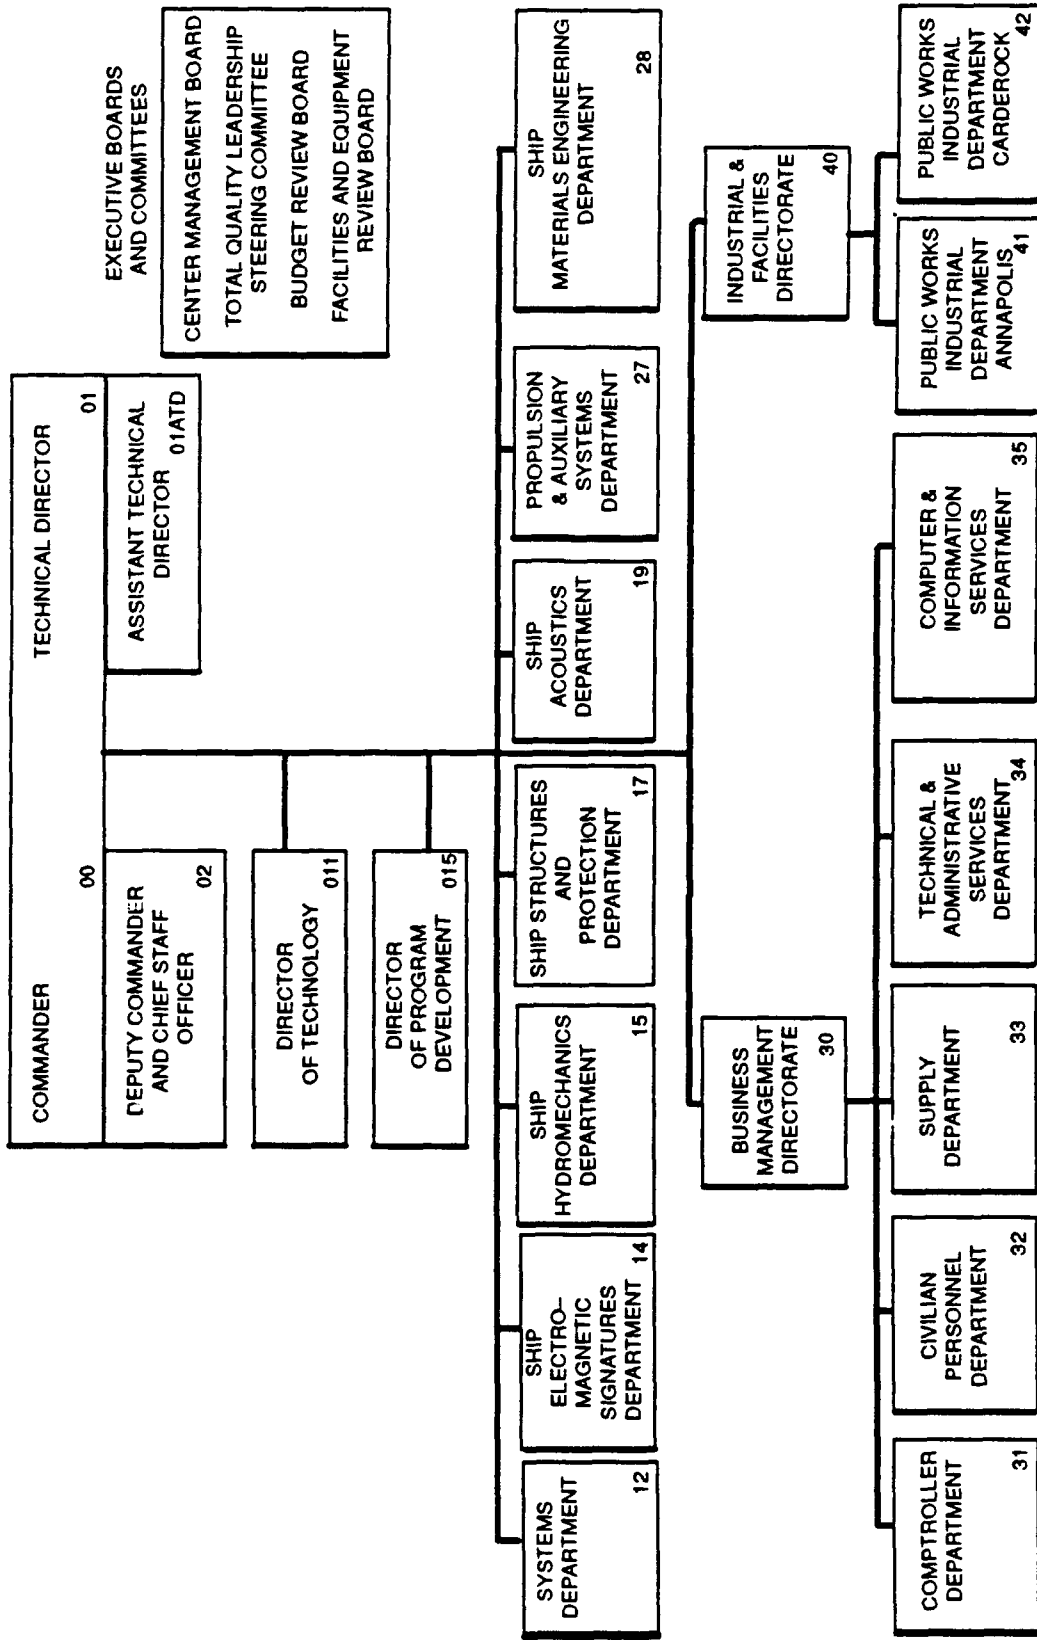 COMMANDER
00
TECHNICAL DIRECTOR
01
DEPUTY COMMANDER
AND CHIEF STAFF
OFFICER
02
ASSISTANT TECHNICAL
DIRECTOR
01ATD
EXECUTIVE BOARDS
AND COMMITTEES
CENTER MANAGEMENT BOARD
TOTAL QUALITY LEADERSHIP
STEERING COMMITTEE
BUDGET REVIEW BOARD
FACILITIES AND EQUIPMENT
REVIEW BOARD
DIRECTOR
OF TECHNOLOGY
011
DIRECTOR
OF PROGRAM
DEVELOPMENT
015
SYSTEMS
DEPARTMENT
12
SHIP
ELECTRO–
MAGNETIC
SIGNATURES
DEPARTMENT
14
SHIP
HYDROMECHANICS
DEPARTMENT
15
SHIP STRUCTURES
AND
PROTECTION
DEPARTMENT
17
SHIP
ACOUSTICS
DEPARTMENT
19
PROPULSION
& AUXILIARY
SYSTEMS
DEPARTMENT
27
SHIP
MATERIALS ENGINEERING
DEPARTMENT
28
BUSINESS
MANAGEMENT
DIRECTORATE
30
INDUSTRIAL &
FACILITIES
DIRECTORATE
40
COMPTROLLER
DEPARTMENT
31
CIVILIAN
PERSONNEL
DEPARTMENT
32
SUPPLY
DEPARTMENT
33
TECHNICAL &
ADMINISTRATIVE
SERVICES
DEPARTMENT
34
COMPUTER &
INFORMATION
SERVICES
DEPARTMENT
35
PUBLIC WORKS
INDUSTRIAL
DEPARTMENT
ANNAPOLIS
41
PUBLIC WORKS
INDUSTRIAL
DEPARTMENT
CARDEROCK
42